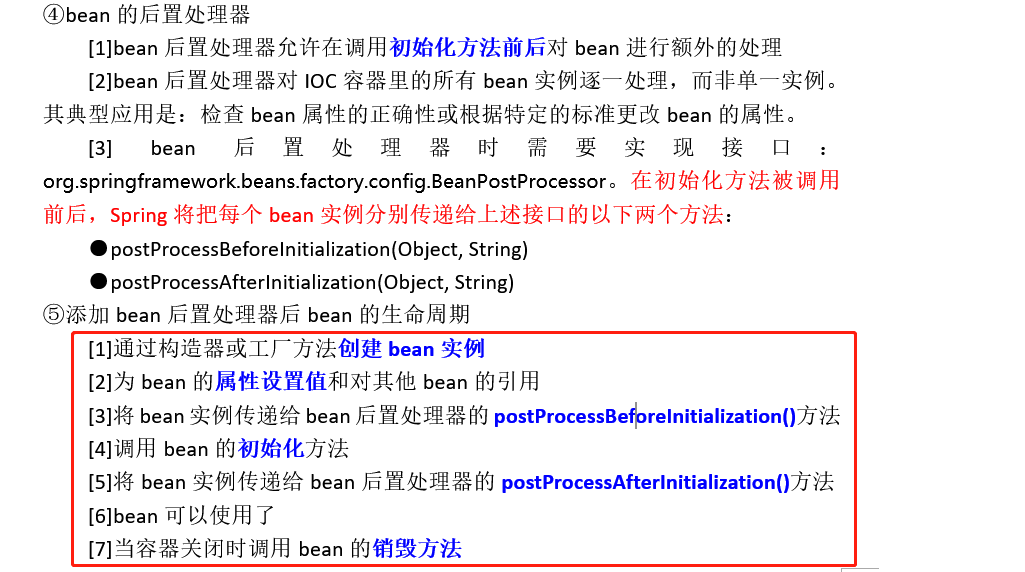 ④bean 的后置处理器
[1]bean 后置处理器允许在调用初始化方法前后对 bean 进行额外的处理
[2]bean 后置处理器对 IOC 容器里的所有 bean 实例逐一处理，而非单一实例。
其典型应用是：检查 bean 属性的正确性或根据特定的标准更改 bean 的属性。
[3] bean 后置处理器时需要实现接口：
org.springframework.beans.factory.config.BeanPostProcessor。在初始化方法被调用
前后，Spring 将把每个 bean 实例分别传递给上述接口的以下两个方法：
●postProcessBeforeInitialization(Object, String)
●postProcessAfterInitialization(Object, String)
⑤添加 bean 后置处理器后 bean 的生命周期
[1]通过构造器或工厂方法创建 bean 实例
[2]为 bean 的属性设置值和对其他 bean 的引用
[3]将 bean 实例传递给 bean 后置处理器的 postProcessBeforeInitialization()方法
[4]调用 bean 的初始化方法
[5]将 bean 实例传递给 bean 后置处理器的 postProcessAfterInitialization()方法
[6]bean 可以使用了
[7]当容器关闭时调用 bean 的销毁方法